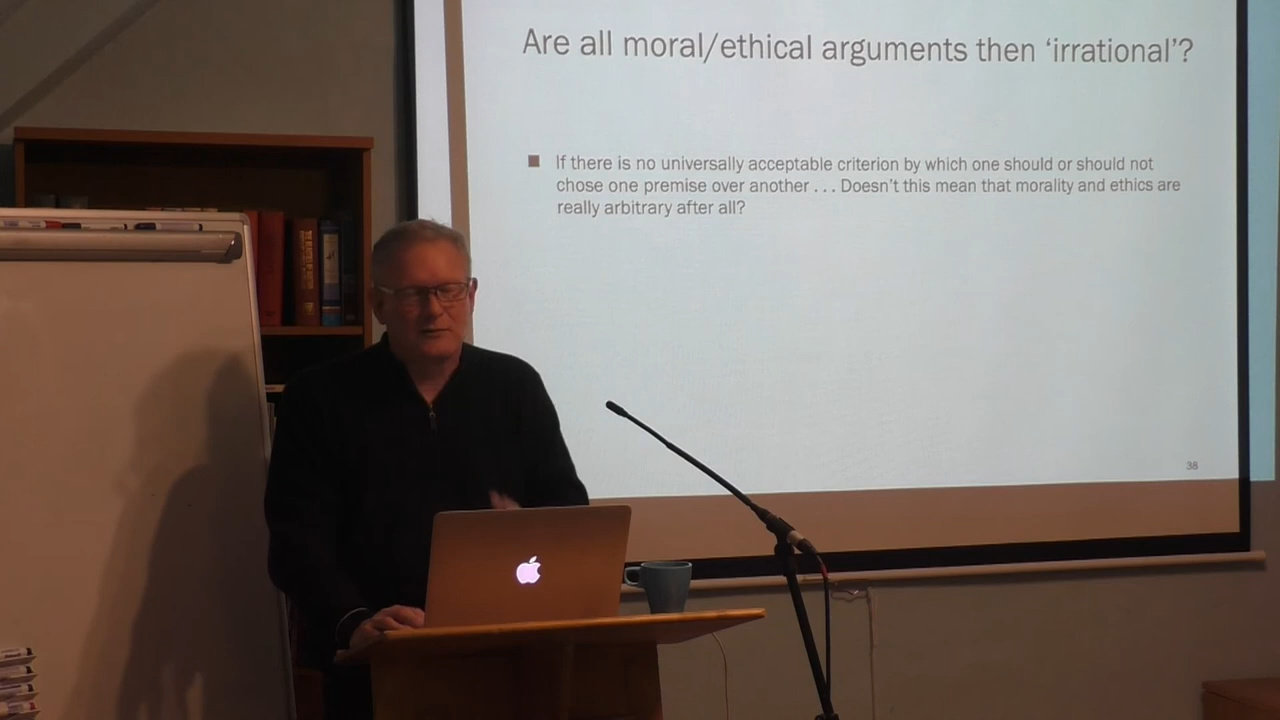 Are all moral/ethical arguments then ‘irrational’?
If there is no universally acceptable criterion by which one should or should not
chose one premise over another . . . Doesn’t this mean that morality and ethics are
really arbitrary after all?
38